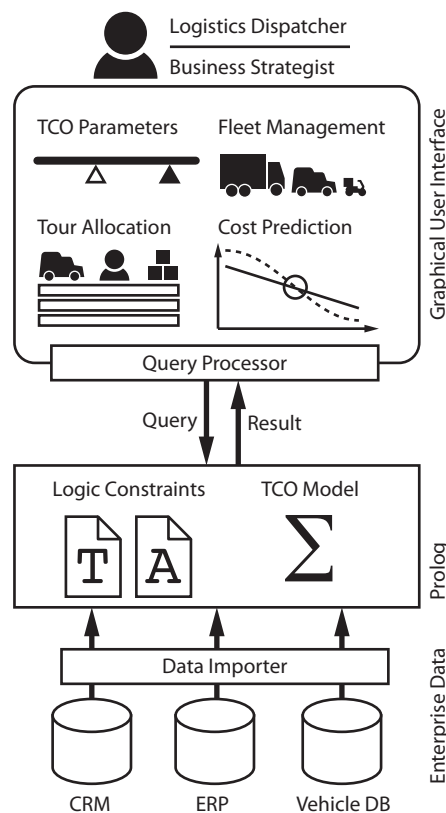 Logistics Dispatcher
Business Strategist
TCO Parameters
Fleet Management
Tour Allocation
Cost Prediction
Graphical User Interface
Query Processor
Query
Result
Logic Constraints
TCO Model
T
A
Σ
Prolog
Data Importer
Enterprise Data
CRM
ERP
Vehicle DB